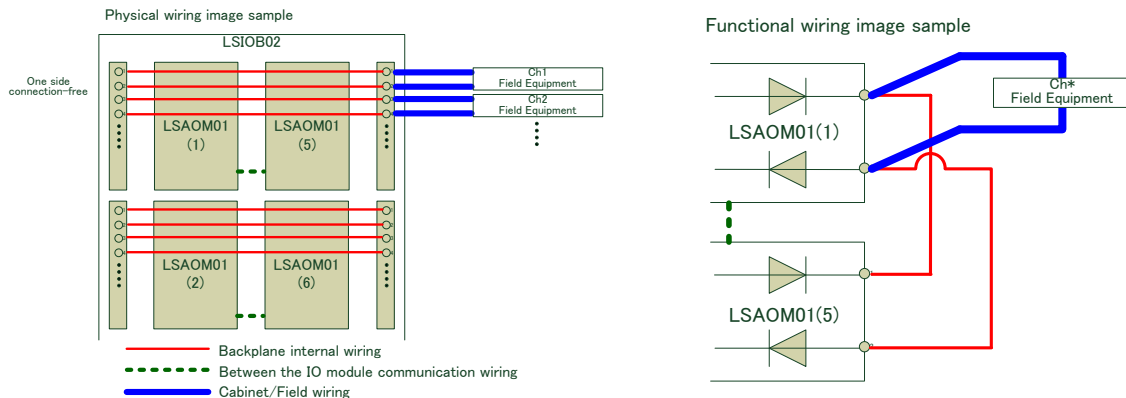 Physical wiring image sample
LSIOB02
One side
connection-free
Ch1
Field Equipment
Ch2
Field Equipment
LSAOM01
(1)
LSAOM01
(5)
LSAOM01
(2)
LSAOM01
(6)
Backplane internal wiring
Between the IO module communication wiring
Cabinet/Field wiring
Functional wiring image sample
Ch*
Field Equipment
LSAOM01(1)
LSAOM01(5)